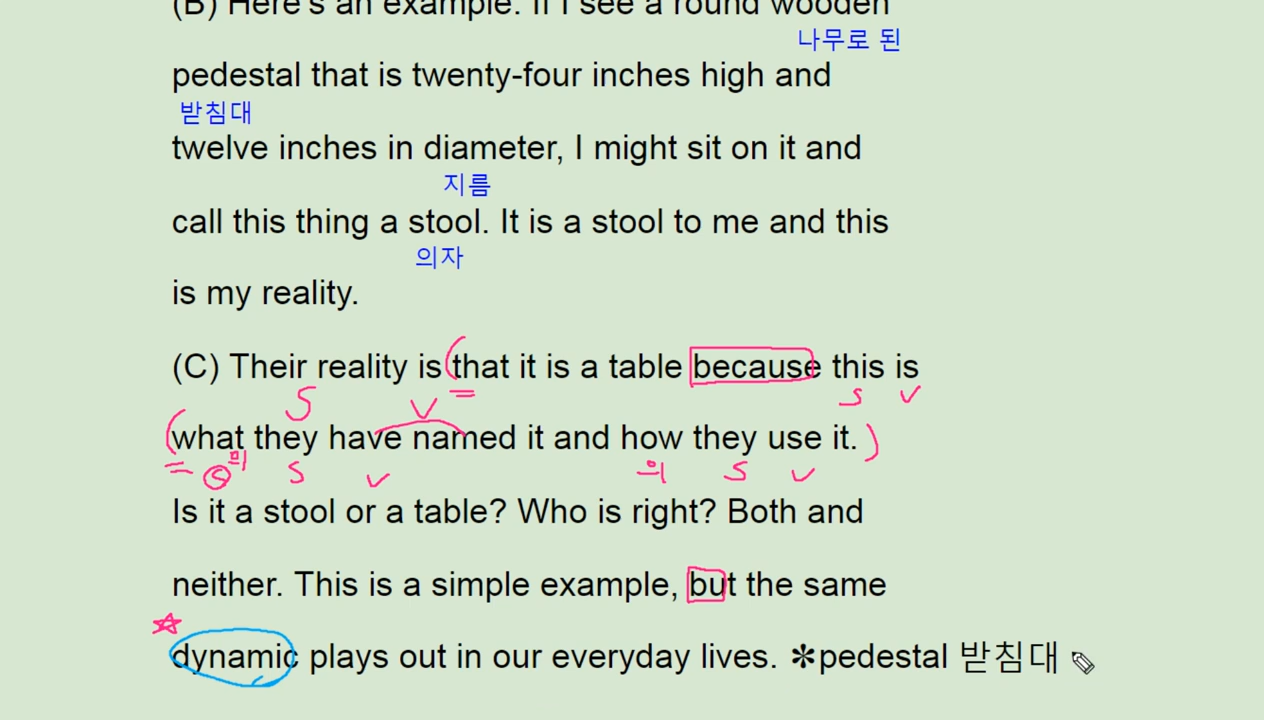 (B) Here's an example. If I see a round wooden
나무로 된
pedestal that is twenty-four inches high and
받침대
twelve inches in diameter, I might sit on it and
지름
call this thing a stool. It is a stool to me and this
의자
is my reality.
(C) Their reality is (that it is a table because this is
S V S V
(what they have named it and how they use it.)
의 S V 의 S V
Is it a stool or a table? Who is right? Both and
neither. This is a simple example, but the same
dynamic plays out in our everyday lives. ✻pedestal 받침대